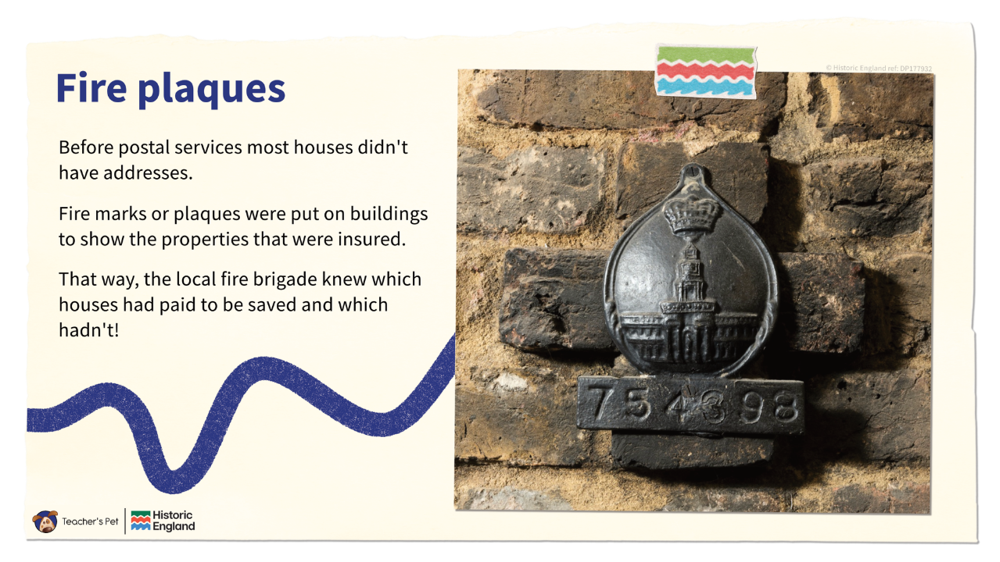 Fire plaques
© Historic England ref: DP177932
Before postal services most houses didn't
have addresses.
Fire marks or plaques were put on buildings
to show the properties that were insured.
That way, the local fire brigade knew which
houses had paid to be saved and which
hadn't!
754898
Teacher's Pet
Historic
England